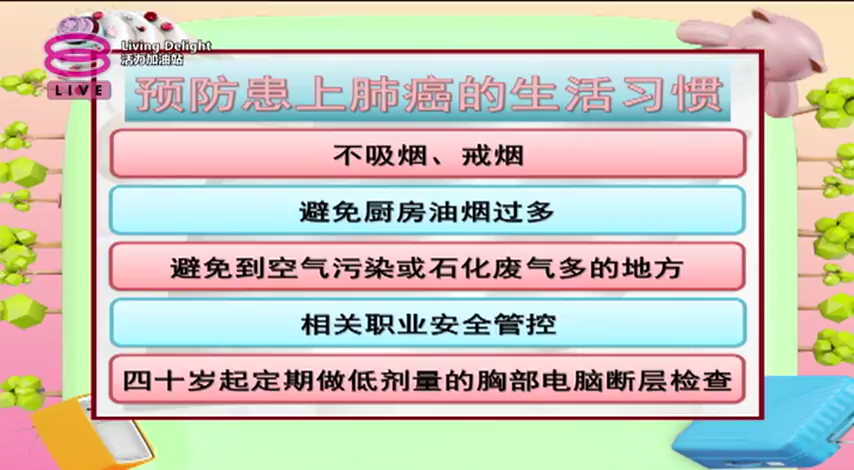 Living Delight
活力加油站
LIVE
预防患上肺癌的生活习惯
不吸烟、戒烟
避免厨房油烟过多
避免到空气污染或石化废气多的地方
相关职业安全管控
四十岁起定期做低剂量的胸部电脑断层检查